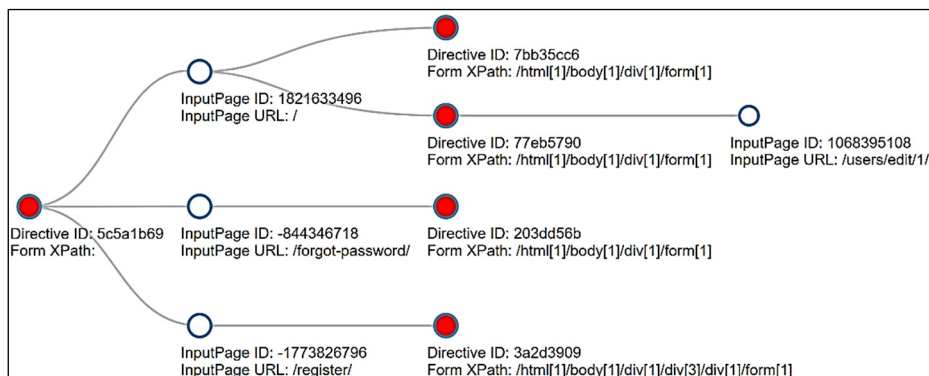 Directive ID: 7bb35cc6
Form XPath: /html[1]/body[1]/div[1]/form[1]
InputPage ID: 1821633496
InputPage URL: /
Directive ID: 77eb5790
Form XPath: /html[1]/body[1]/div[1]/form[1]
InputPage ID: 1068395108
InputPage URL: /users/edit/1/
Directive ID: 5c5a1b69
Form XPath:
InputPage ID: -844346718
InputPage URL: /forgot-password/
Directive ID: 203dd56b
Form XPath: /html[1]/body[1]/div[1]/form[1]
InputPage ID: -1773826796
InputPage URL: /register/
Directive ID: 3a2d3909
Form XPath: /html[1]/body[1]/div[1]/div[3]/div[1]/form[1]